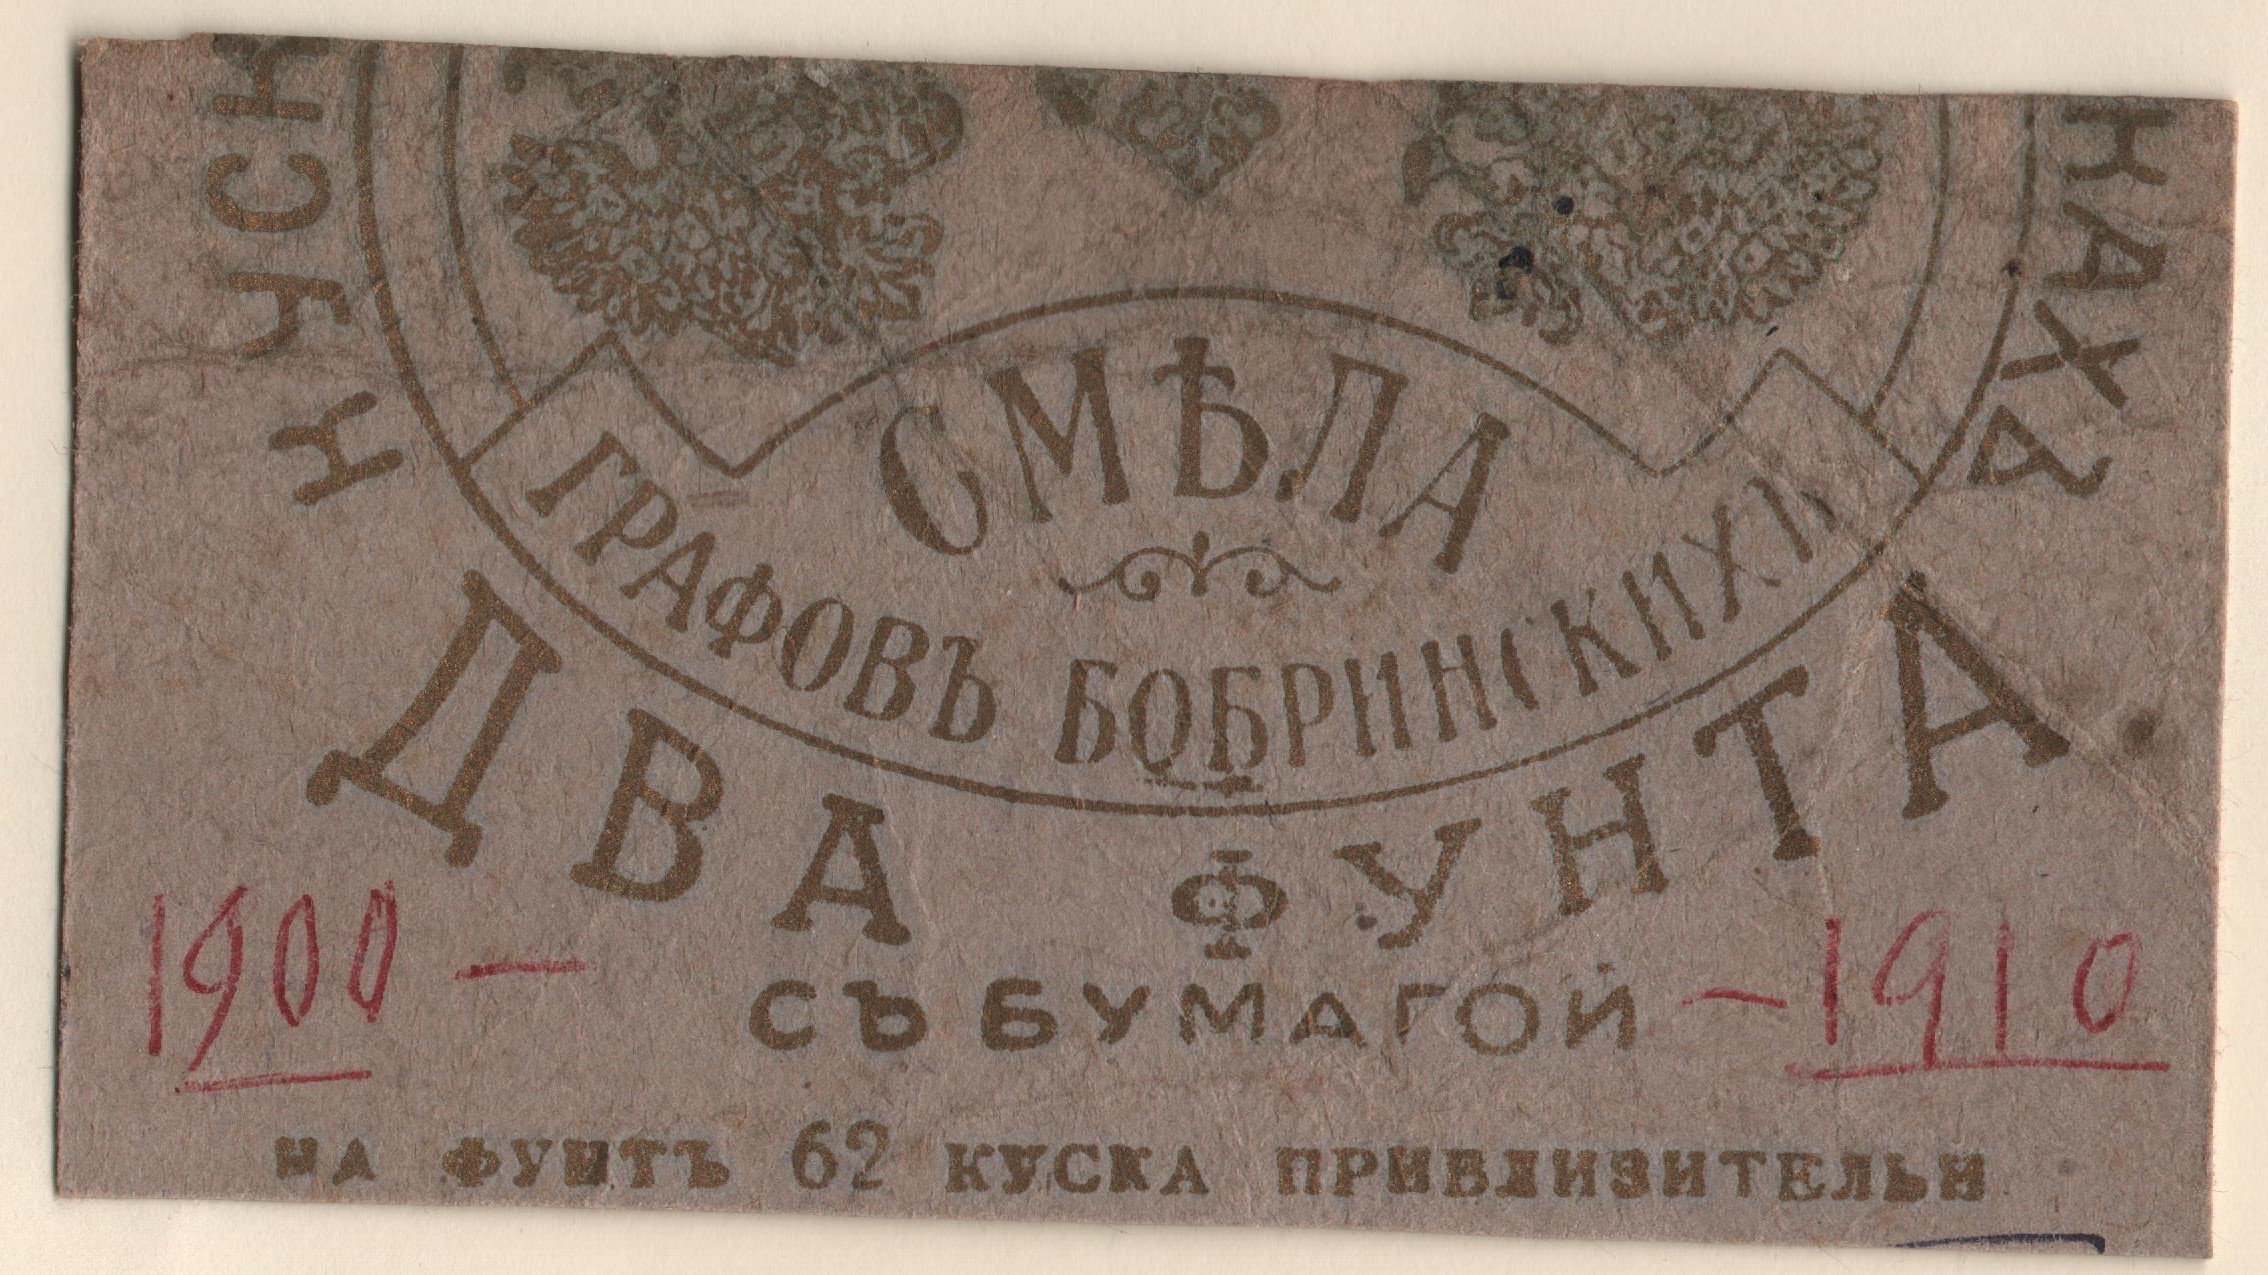 СМѢЛА
ГРАФОВЪ БОБРИНСКИХЪ
ДВА ФУНТА
СЪ БУМАГОЙ
1900 — — 1910
НА ФУНТЪ 62 КУСКА ПРИБЛИЗИТЕЛЬН